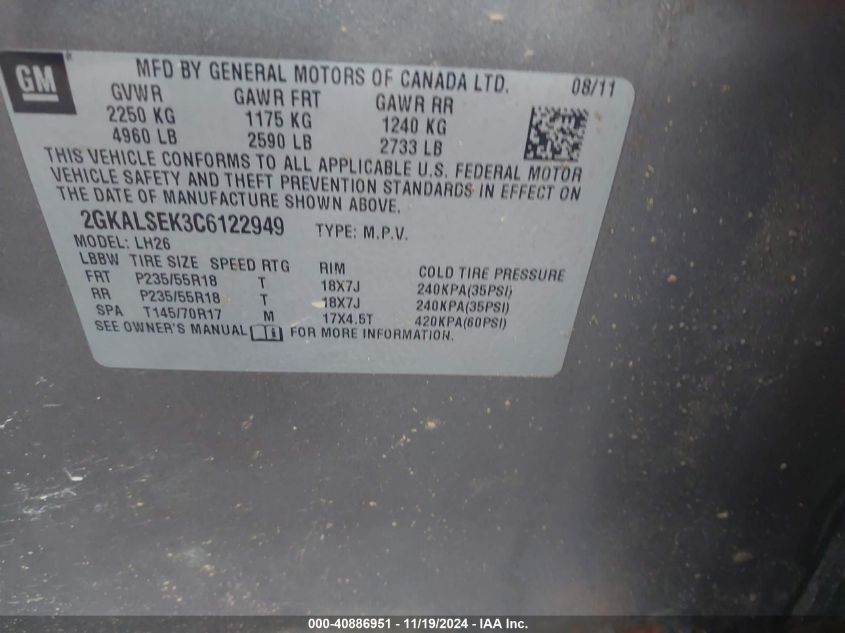 GM ® MFD BY GENERAL MOTORS OF CANADA LTD. 08/11
GVWR GAWR FRT GAWR RR
2250 KG 1175 KG 1240 KG
4960 LB 2590 LB 2733 LB
THIS VEHICLE CONFORMS TO ALL APPLICABLE U.S. FEDERAL MOTOR
VEHICLE SAFETY AND THEFT PREVENTION STANDARDS IN EFFECT ON
THE DATE OF MANUFACTURE SHOWN ABOVE.
2GKALSEK3C6122949 TYPE: M.P.V.
MODEL: LH26
LBBW TIRE SIZE SPEED RTG RIM COLD TIRE PRESSURE
FRT P235/55R18 T 18X7J 240KPA(35PSI)
RR P235/55R18 T 18X7J 240KPA(35PSI)
SPA T145/70R17 M 17X4.5T 420KPA(60PSI)
SEE OWNER'S MANUAL FOR MORE INFORMATION.
000-40886951 - 11/19/2024 - IAA Inc.